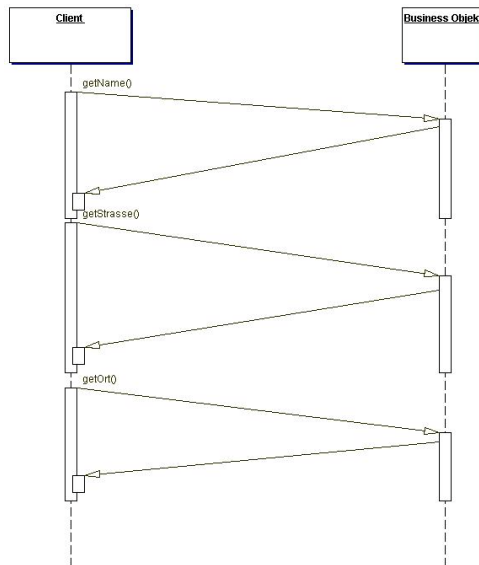 Client
Business Objek
getName()
getStrasse()
getOrt()